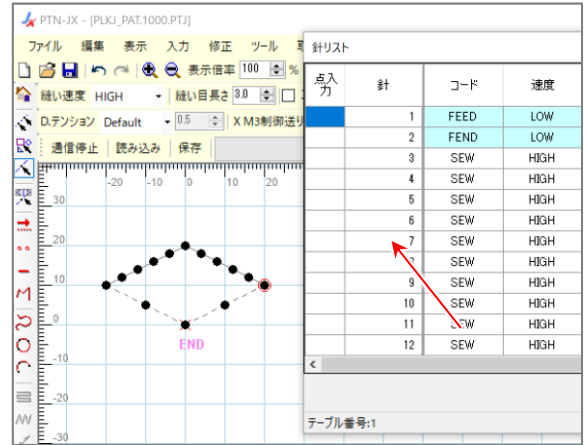 PTN-JX - [PLKJ_PAT.1000.PTJ]
ファイル 編集 表示 入力 修正 ツール
表示倍率 100 %
縫い速度 HIGH 縫い目長さ 3.0
D.テンション Default 0.5 X M3制御送り
通信停止 読み込み 保存
-20 -10 0 10 20
30
20
10
0
-10
-20
-30
END
針リスト
点入力 針 コード 速度
1 FEED LOW
2 FEND LOW
3 SEW HIGH
4 SEW HIGH
5 SEW HIGH
6 SEW HIGH
7 SEW HIGH
SEW HIGH
9 SEW HIGH
10 SEW HIGH
11 SEW HIGH
12 SEW HIGH
テーブル番号:1